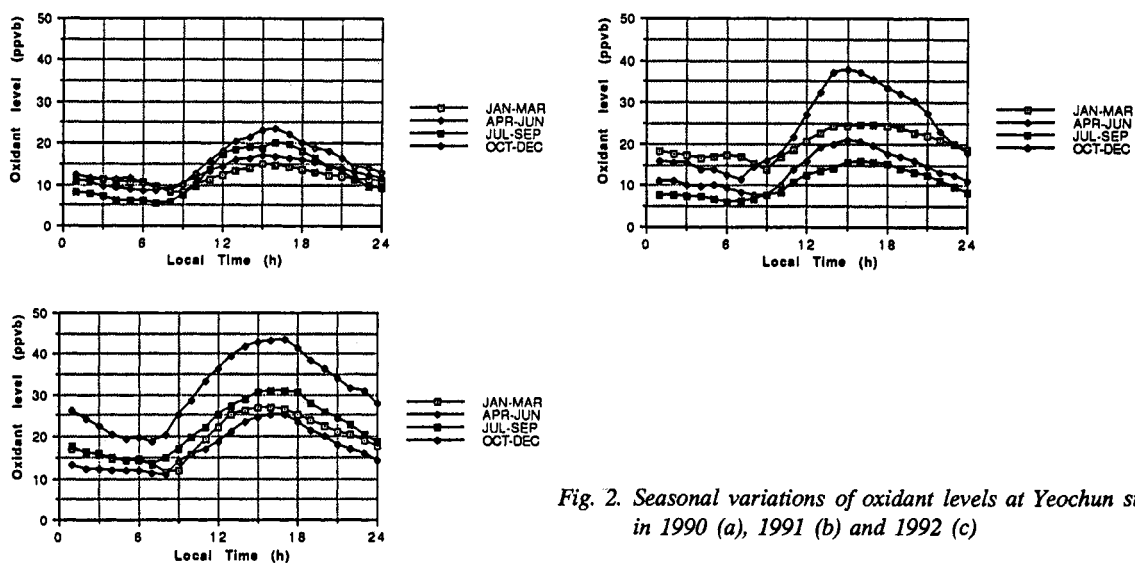 50
40
30
20
10
0
Oxidant level (ppvb)
0 6 12 18 24
Local Time (h)
JAN-MAR
APR-JUN
JUL-SEP
OCT-DEC
50
40
30
20
10
0
Oxidant level (ppvb)
0 6 12 18 24
Local Time (h)
JAN-MAR
APR-JUN
JUL-SEP
OCT-DEC
50
40
30
20
10
0
Oxidant level (ppvb)
0 6 12 18 24
Local Time (h)
JAN-MAR
APR-JUN
JUL-SEP
OCT-DEC
Fig. 2. Seasonal variations of oxidant levels at Yeochun
in 1990 (a), 1991 (b) and 1992 (c)